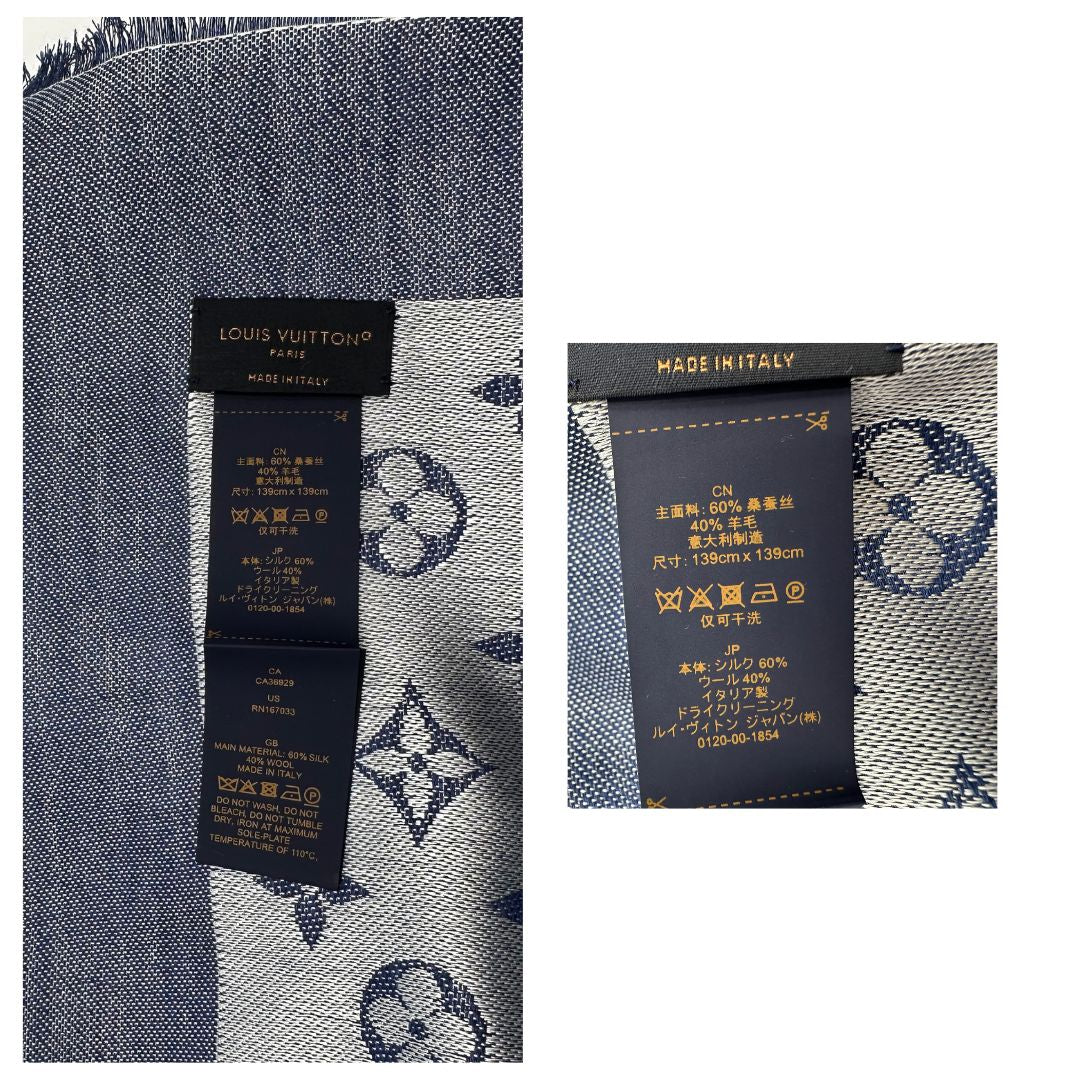 LOUIS VUITTON
PARIS
MADE IN ITALY
CN
主面料: 60% 桑蚕丝
40% 羊毛
意大利制造
尺寸: 139cm x 139cm
仅可干洗
JP
本体: シルク 60%
ウール 40%
イタリア製
ドライクリーニング
ルイ・ヴィトン ジャパン(株)
0120-00-1854
CA
CA36929
US
RN167033
GB
MAIN MATERIAL: 60% SILK
40% WOOL
MADE IN ITALY
DO NOT WASH, DO NOT
BLEACH, DO NOT TUMBLE
DRY, IRON AT MAXIMUM
SOLE-PLATE
TEMPERATURE OF 110°C,
MADE IN ITALY
CN
主面料: 60% 桑蚕丝
40% 羊毛
意大利制造
尺寸: 139cm x 139cm
仅可干洗
JP
本体: シルク 60%
ウール 40%
イタリア製
ドライクリーニング
ルイ・ヴィトン ジャパン(株)
0120-00-1854